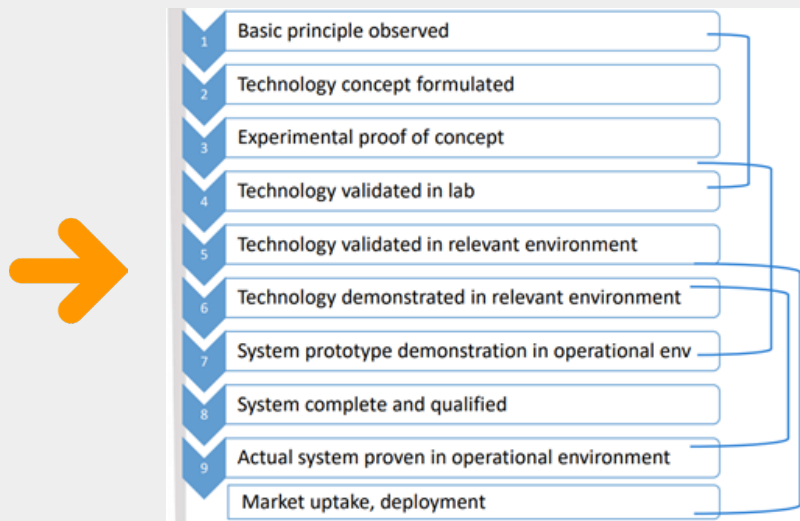 1 Basic principle observed
2 Technology concept formulated
3 Experimental proof of concept
4 Technology validated in lab
5 Technology validated in relevant environment
6 Technology demonstrated in relevant environment
7 System prototype demonstration in operational env
8 System complete and qualified
9 Actual system proven in operational environment
Market uptake, deployment